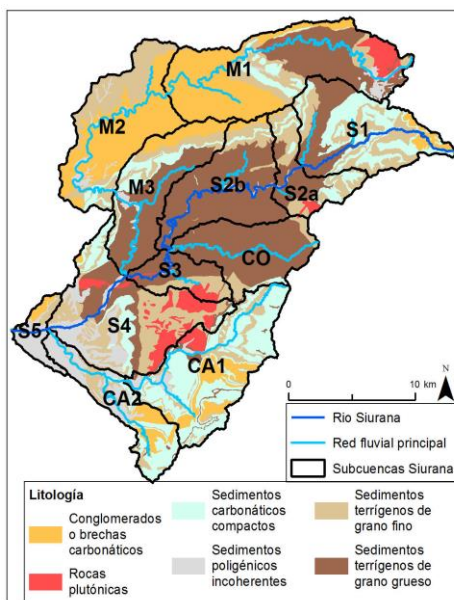 M1
M2
S1
M3
S2b
S2a
CO
S3
S4
S5
CA1
CA2
N
0
10 km
Rio Siurana
Red fluvial principal
Subcuencas Siurana
Litología
Conglomerados
o brechas
carbonáticos
Rocas
plutónicas
Sedimentos
carbonáticos
compactos
Sedimentos
poligénicos
incoherentes
Sedimentos
terrígenos de
grano fino
Sedimentos
terrígenos de
grano grueso